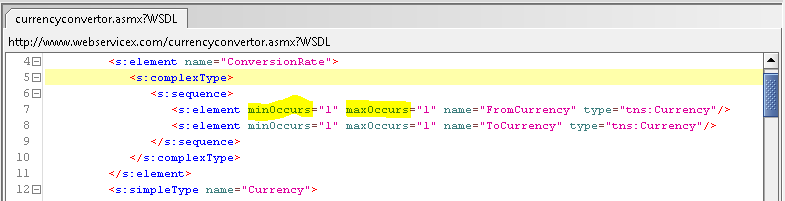 currencyconvertor.asmx?WSDL
http://www.webservicex.com/currencyconvertor.asmx?WSDL
4 <s:element name="ConversionRate">
5 <s:complexType>
6 <s:sequence>
7 <s:element minOccurs="1" maxOccurs="1" name="FromCurrency" type="tns:Currency"/>
8 <s:element minOccurs="1" maxOccurs="1" name="ToCurrency" type="tns:Currency"/>
9 </s:sequence>
10 </s:complexType>
11 </s:element>
12 <s:simpleType name="Currency">